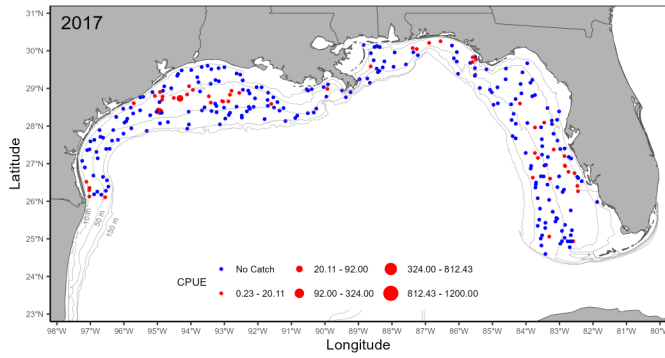 2017
31°N
30°N
29°N
28°N
27°N
26°N
25°N
24°N
23°N
Latitude
10 m
50 m
150 m
CPUE
No Catch
20.11 - 92.00
324.00 - 812.43
0.23 - 20.11
92.00 - 324.00
812.43 - 1200.00
98°W 97°W 96°W 95°W 94°W 93°W 92°W 91°W 90°W 89°W 88°W 87°W 86°W 85°W 84°W 83°W 82°W 81°W 80°W
Longitude